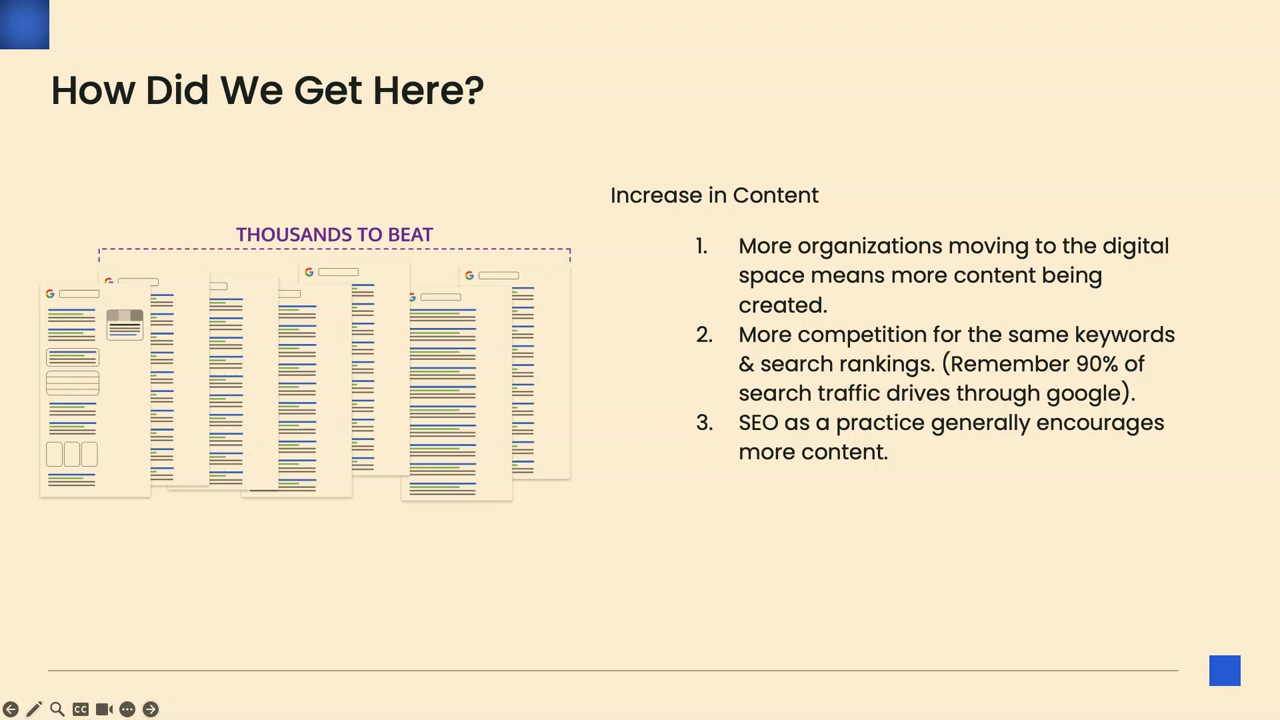 How Did We Get Here?
THOUSANDS TO BEAT
Increase in Content
1. More organizations moving to the digital
space means more content being
created.
2. More competition for the same keywords
& search rankings. (Remember 90% of
search traffic drives through google).
3. SEO as a practice generally encourages
more content.
CC